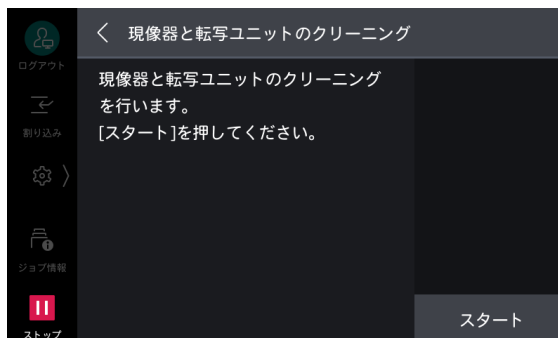 現像器と転写ユニットのクリーニング
ログアウト
現像器と転写ユニットのクリーニング
を行います。
[スタート]を押してください。
割り込み
ジョブ情報
ストップ
スタート